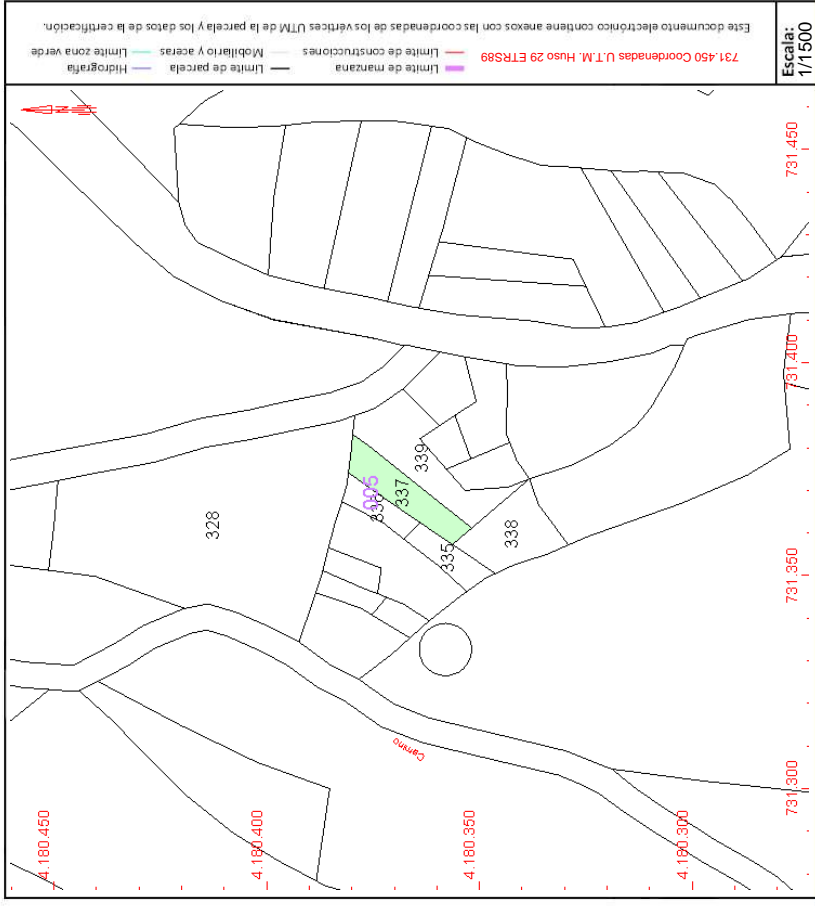 Este documento electrónico contiene anexos con las coordenadas de los vértices UTM de la parcela y los datos de la certificación.
731.450 Coordenadas U.T.M. Huso 29 ETRS89
Límite de manzana
Límite de construcciones
Límite de parcela
Mobiliario y aceras
Hidrografía
Límite zona verde
Escala:
1/1500
731.450
731.400
731.350
731.300
4.180.450
4.180.400
4.180.350
4.180.300
328
005
336
337
339
335
338
Camino